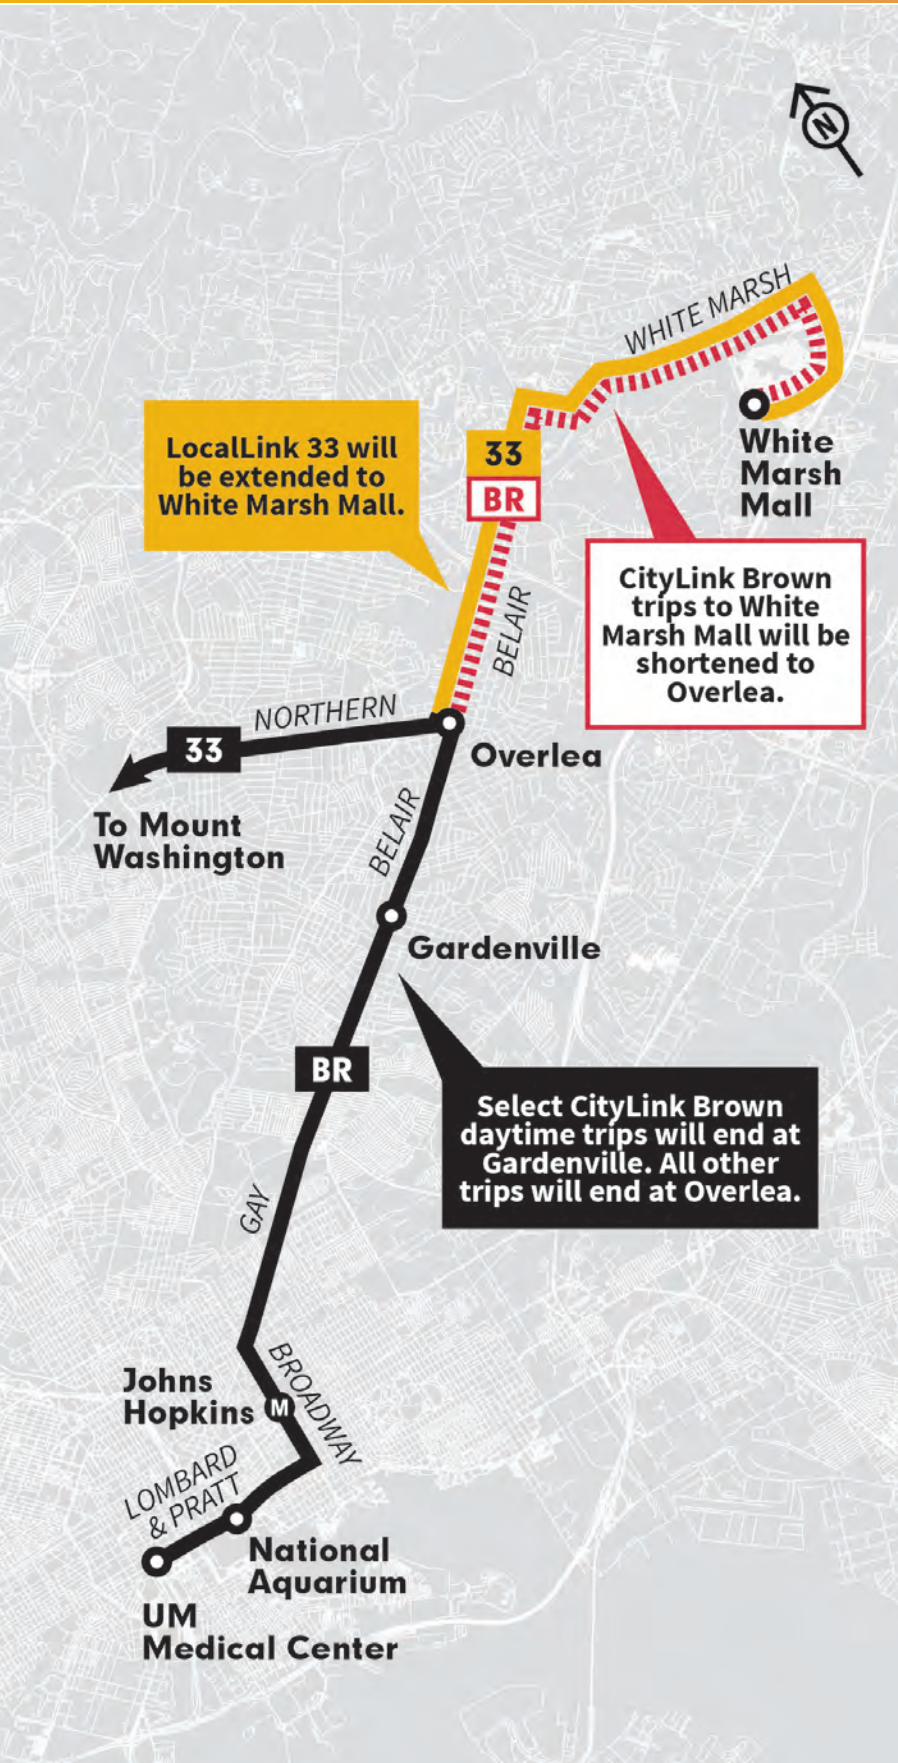 N
WHITE MARSH
LocalLink 33 will
be extended to
White Marsh Mall.
33
BR
White
Marsh
Mall
CityLink Brown
trips to White
Marsh Mall will be
shortened to
Overlea.
BELAIR
NORTHERN
33
Overlea
To Mount
Washington
BELAIR
Gardenville
BR
Select CityLink Brown
daytime trips will end at
Gardenville. All other
trips will end at Overlea.
GAY
BROADWAY
Johns
Hopkins
M
LOMBARD
& PRATT
National
Aquarium
UM
Medical Center